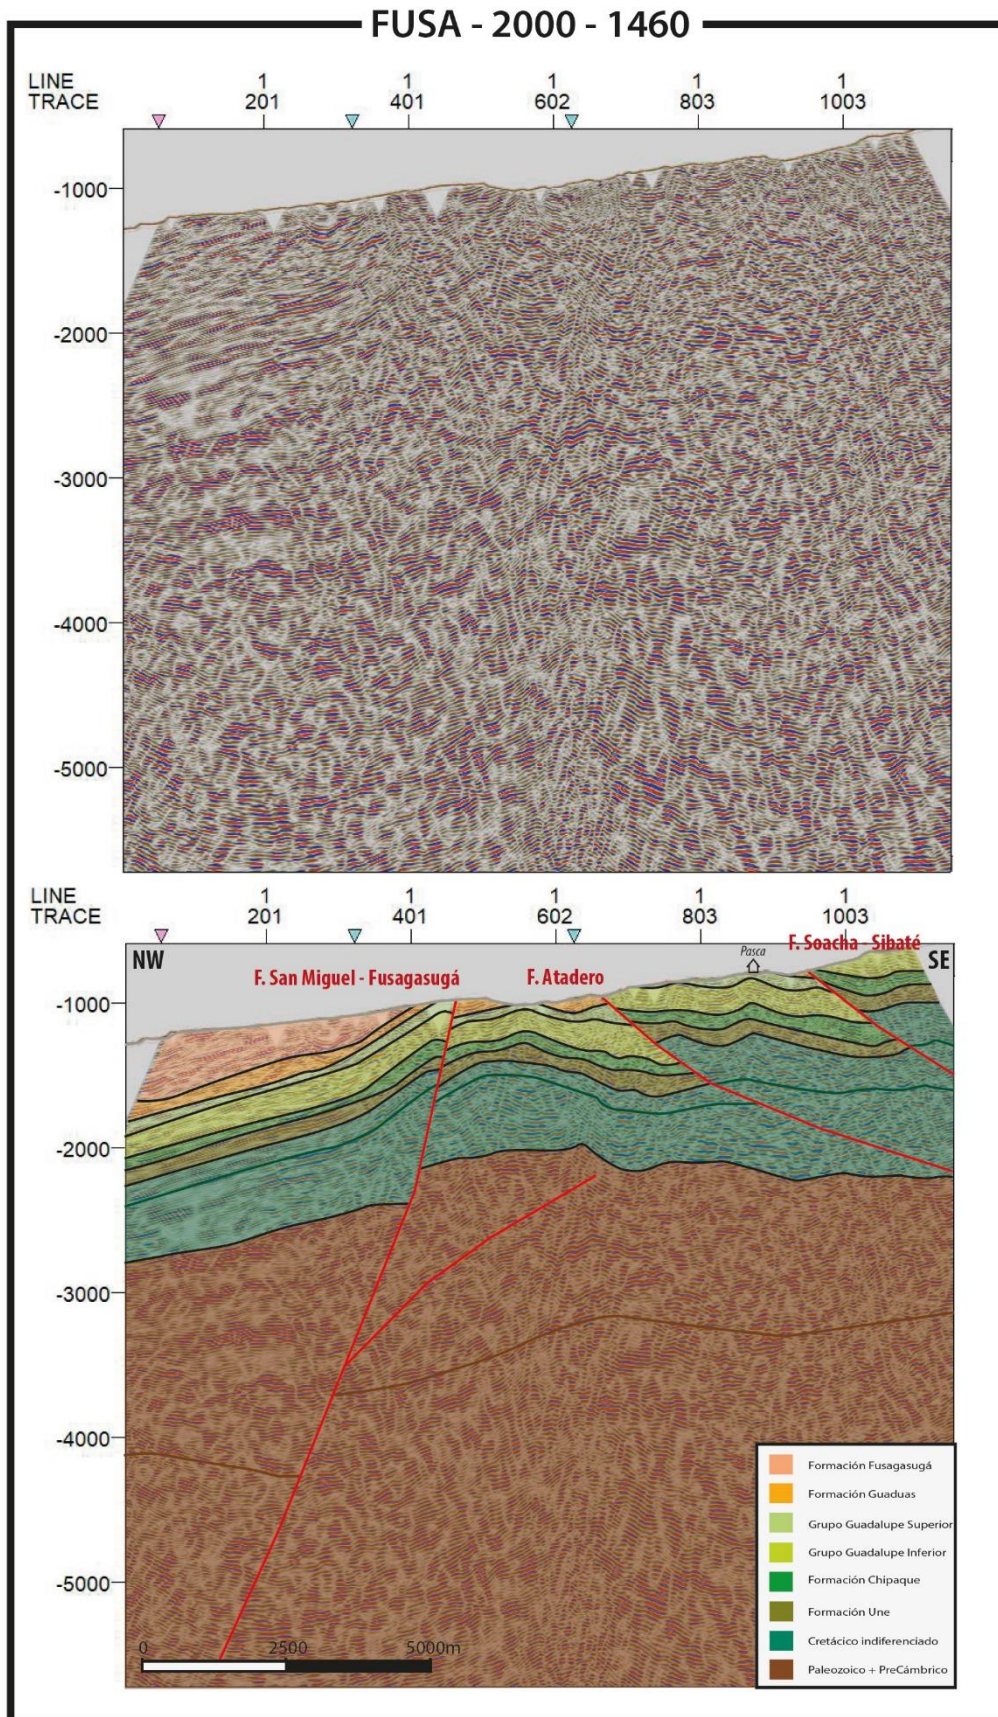 FUSA - 2000 - 1460
LINE 1 1 1 1 1
TRACE 201 401 602 803 1003
-1000
-2000
-3000
-4000
-5000
LINE 1 1 1 1 1
TRACE 201 401 602 803 1003
NW F. San Miguel - Fusagasugá F. Atadero Pasca F. Soacha - Sibaté SE
-1000
-2000
-3000
-4000
-5000
0 2500 5000m
Formación Fusagasugá
Formación Guaduas
Grupo Guadalupe Superior
Grupo Guadalupe Inferior
Formación Chipaque
Formación Une
Cretácico indiferenciado
Paleozoico + PreCámbrico